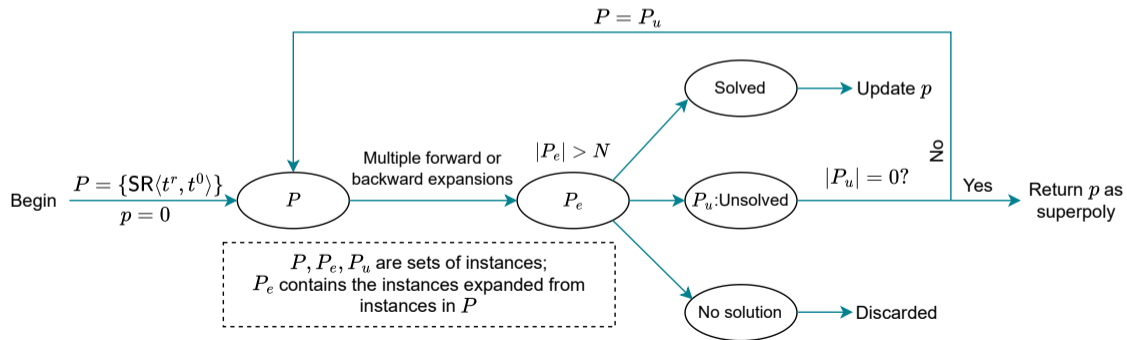 P = P_u
Solved
Update p
Multiple forward or
backward expansions
|P_e| > N
No
Begin
P = {SR⟨t^r, t^0⟩}
p = 0
P
P_e
P_u:Unsolved
|P_u| = 0?
Yes
Return p as
superpoly
P, P_e, P_u are sets of instances;
P_e contains the instances expanded from
instances in P
No solution
Discarded